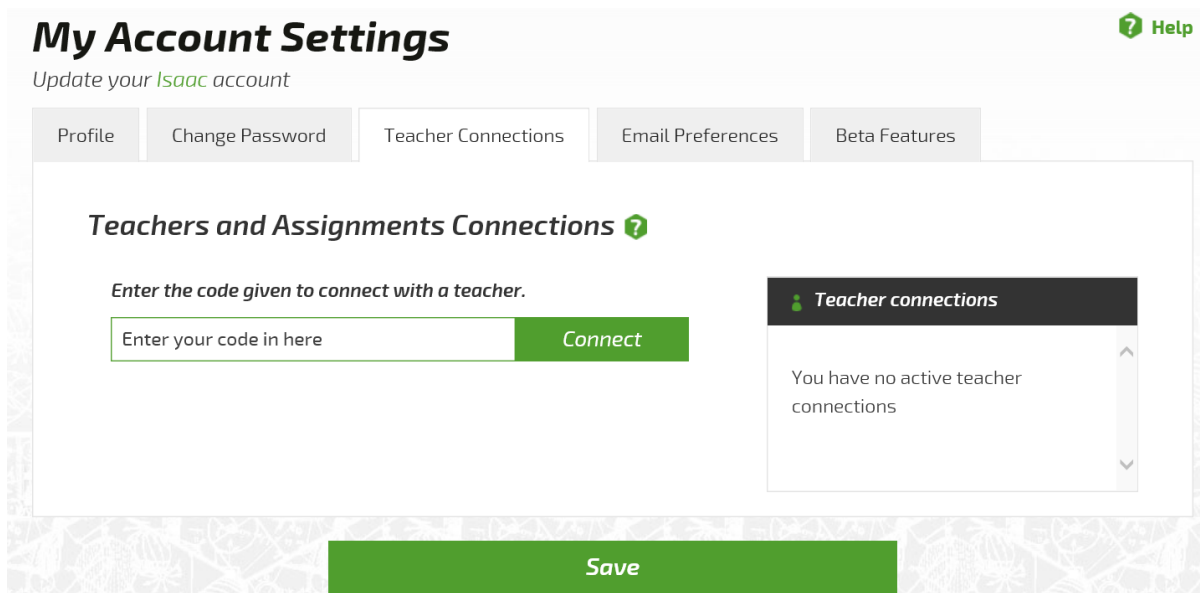 My Account Settings
? Help
Update your Isaac account
Profile
Change Password
Teacher Connections
Email Preferences
Beta Features
Teachers and Assignments Connections ?
Enter the code given to connect with a teacher.
Enter your code in here
Connect
Teacher connections
You have no active teacher
connections
Save